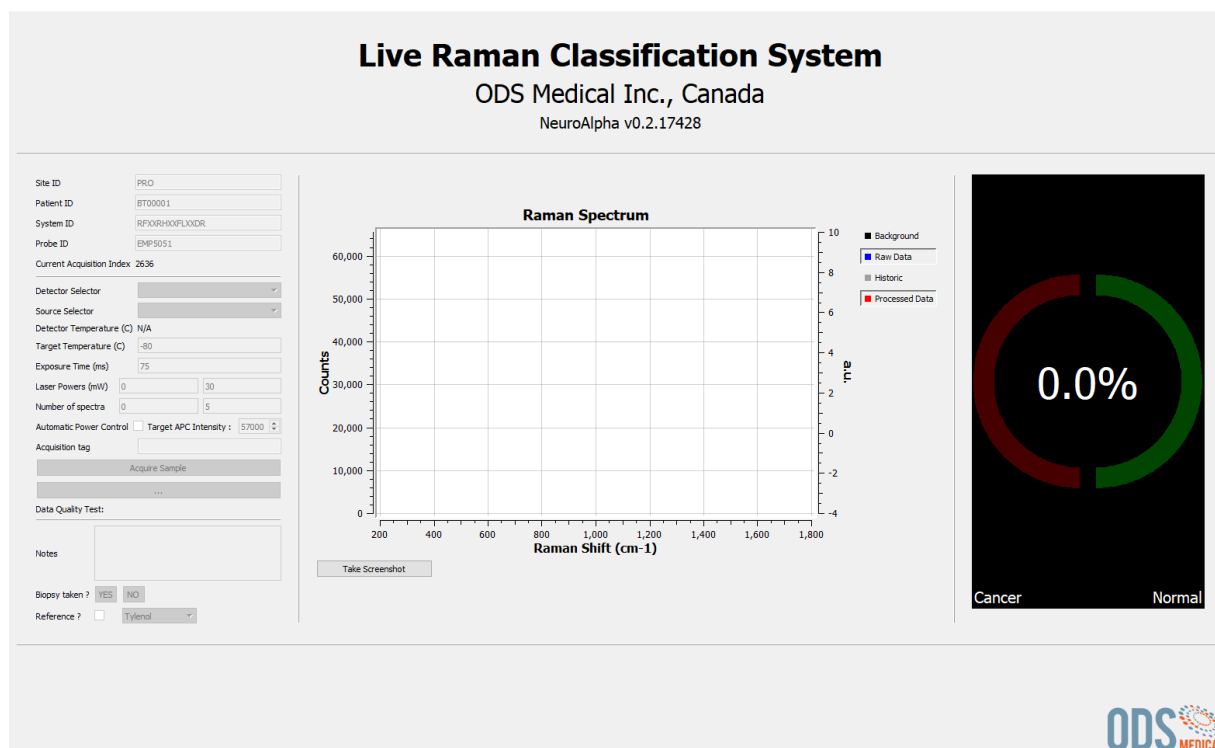 Live Raman Classification System
ODS Medical Inc., Canada
NeuroAlpha v0.2.17428
Site ID PRO
Patient ID BT00001
System ID RFXXRHXXFLXXDR
Probe ID EMP5051
Current Acquisition Index 2636
Detector Selector
Source Selector
Detector Temperature (C) N/A
Target Temperature (C) -80
Exposure Time (ms) 75
Laser Powers (mW) 0 30
Number of spectra 0 5
Automatic Power Control Target APC Intensity : 57000
Acquisition tag
Acquire Sample
...
Data Quality Test:
Notes
Biopsy taken ? YES NO
Reference ? Tylenol
Raman Spectrum
60,000
50,000
40,000
30,000
20,000
10,000
0
Counts
10
8
6
4
2
0
-2
-4
a.u.
200 400 600 800 1,000 1,200 1,400 1,600 1,800
Raman Shift (cm-1)
Take Screenshot
Background
Raw Data
Historic
Processed Data
0.0%
Cancer Normal
ODS
MEDICAL